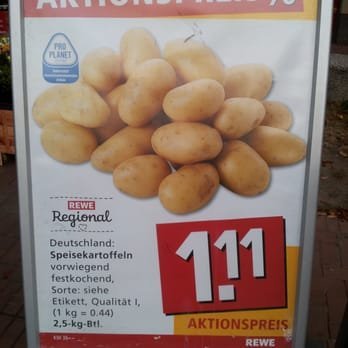 AKTIONSPREIS %
PRO
PLANET
REWE
Regional
Deutschland:
Speisekartoffeln
vorwiegend
festkochend,
Sorte: siehe
Etikett, Qualität I,
(1 kg = 0.44)
2,5-kg-Btl.
1.11
AKTIONSPREIS
REWE